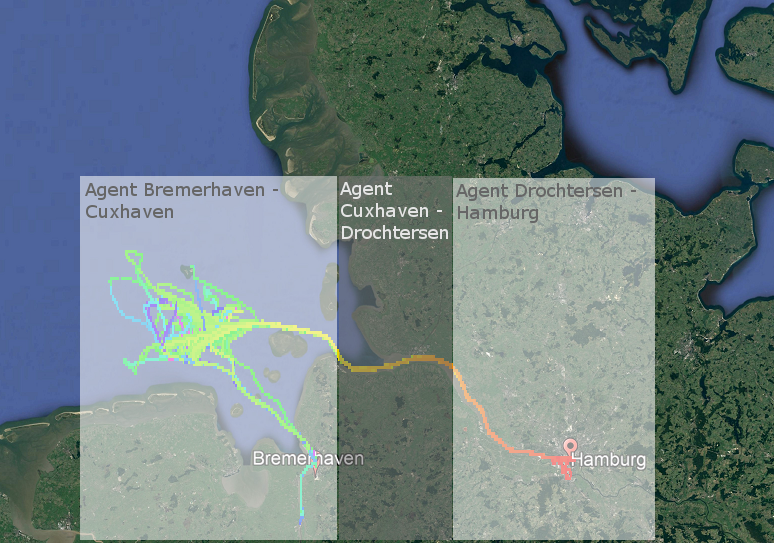 Agent Bremerhaven -
Cuxhaven
Agent
Cuxhaven -
Drochtersen
Agent Drochtersen -
Hamburg
Bremerhaven
Hamburg